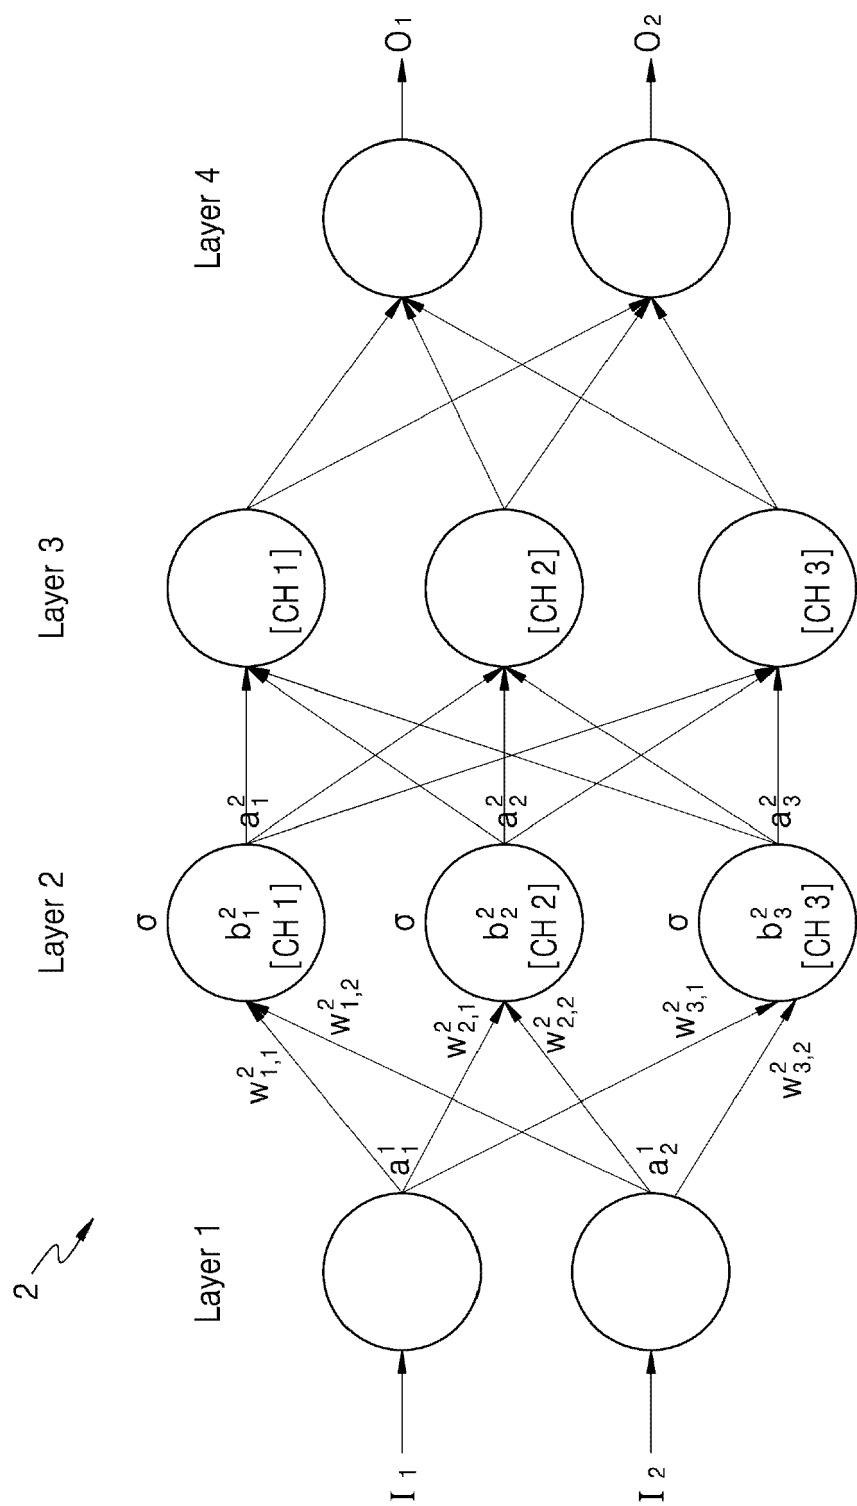 2
Layer 1
Layer 2
Layer 3
Layer 4
I₁
I₂
a¹₁
a¹₂
w²₁,₁
w²₁,₂
w²₂,₁
w²₂,₂
w²₃,₁
w²₃,₂
σ
b²₁
[CH 1]
a²₁
σ
b²₂
[CH 2]
a²₂
σ
b²₃
[CH 3]
a²₃
[CH 1]
[CH 2]
[CH 3]
O₁
O₂